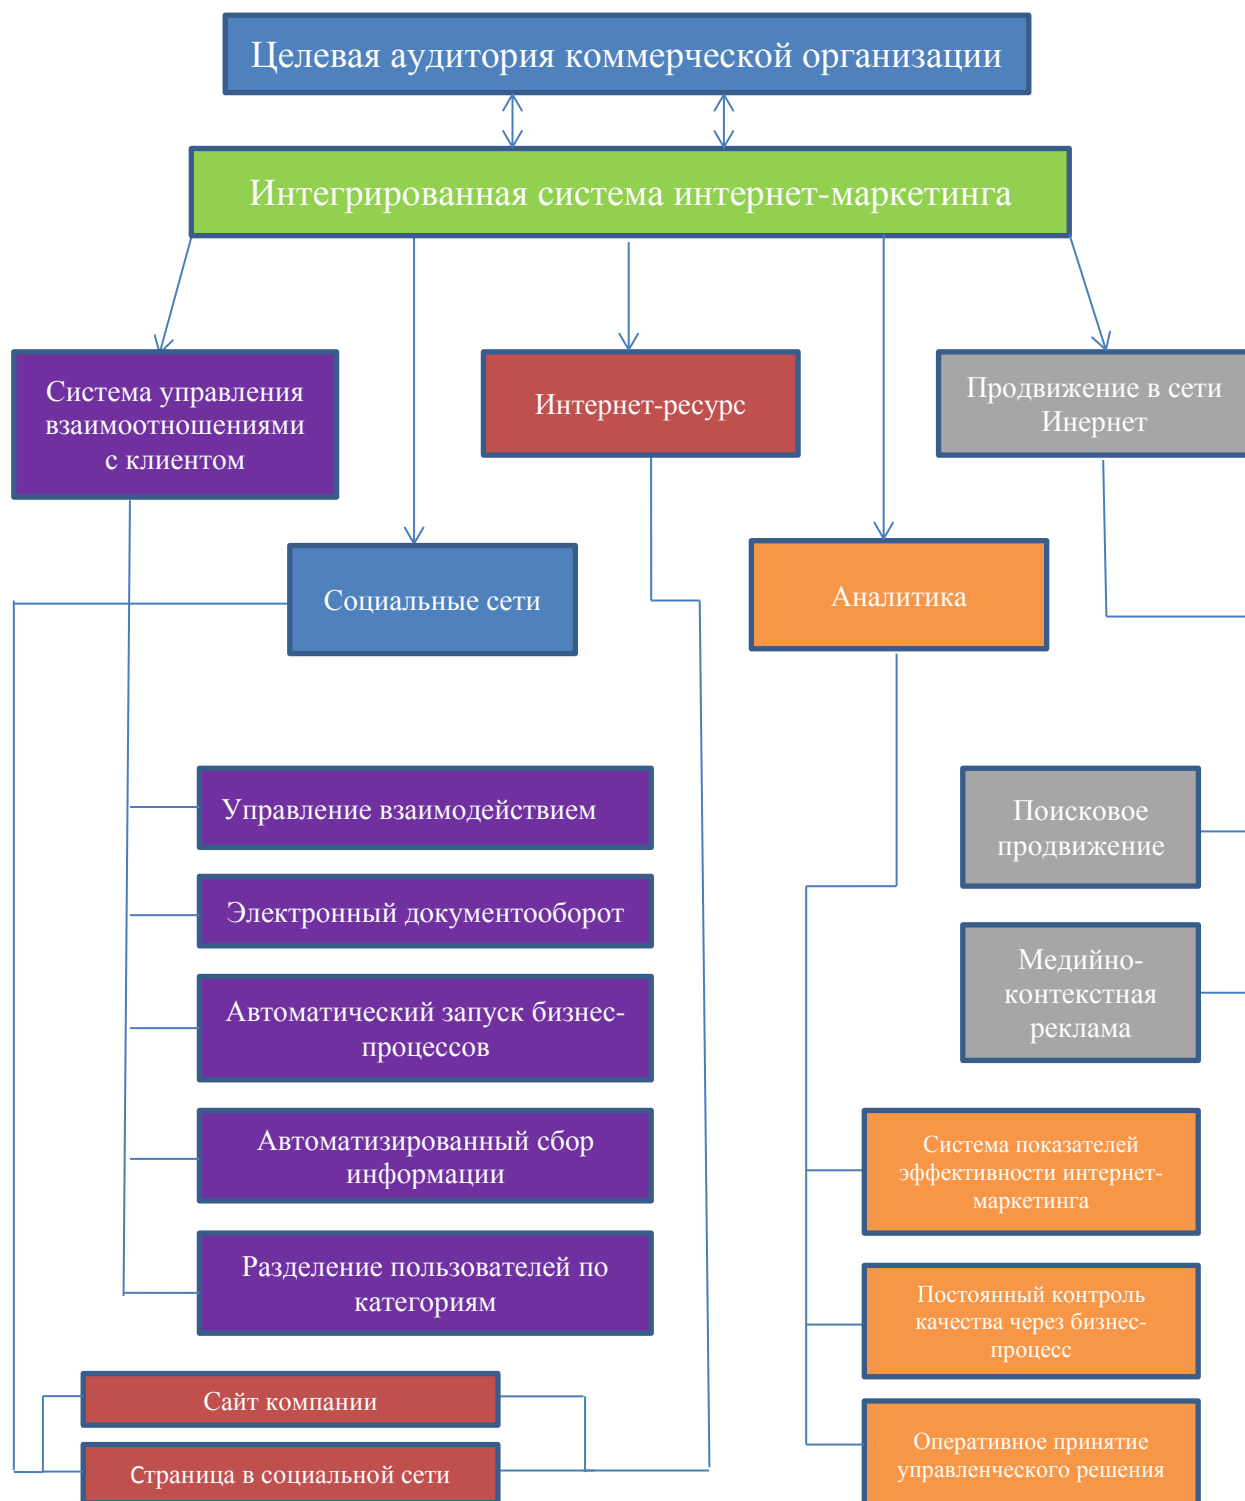 Целевая аудитория коммерческой организации
Интегрированная система интернет-маркетинга
Система управления
взаимоотношениями
с клиентом
Интернет-ресурс
Продвижение в сети
Инернет
Социальные сети
Аналитика
Управление взаимодействием
Электронный документооборот
Автоматический запуск бизнес-
процессов
Автоматизированный сбор
информации
Разделение пользователей по
категориям
Поисковое
продвижение
Медийно-
контекстная
реклама
Система показателей
эффективности интернет-
маркетинга
Постоянный контроль
качества через бизнес-
процесс
Оперативное принятие
управленческого решения
Сайт компании
Страница в социальной сети